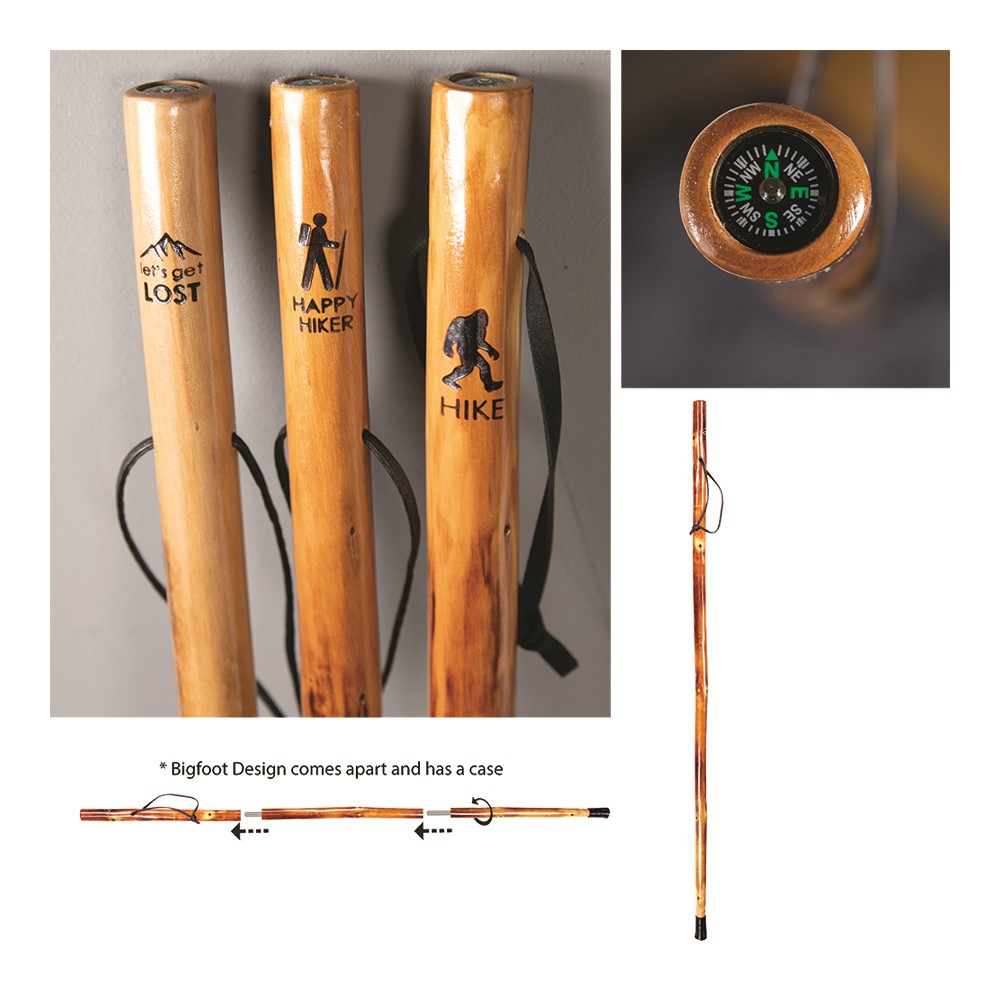 let's get
LOST
HAPPY
HIKER
HIKE
N
NE
E
SE
S
SW
W
NW
* Bigfoot Design comes apart and has a case